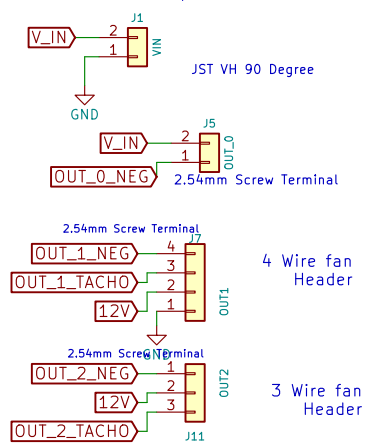 J1
V_IN
2
1
VIN
JST VH 90 Degree
GND
J5
V_IN
2
1
OUT_0_NEG
OUT_0
2.54mm Screw Terminal
2.54mm Screw Terminal
J7
OUT_1_NEG
4
OUT_1_TACHO
3
2
12V
1
OUT1
4 Wire fan
Header
GND
2.54mm Screw Terminal
OUT_2_NEG
1
12V
2
OUT_2_TACHO
3
OUT2
J11
3 Wire fan
Header